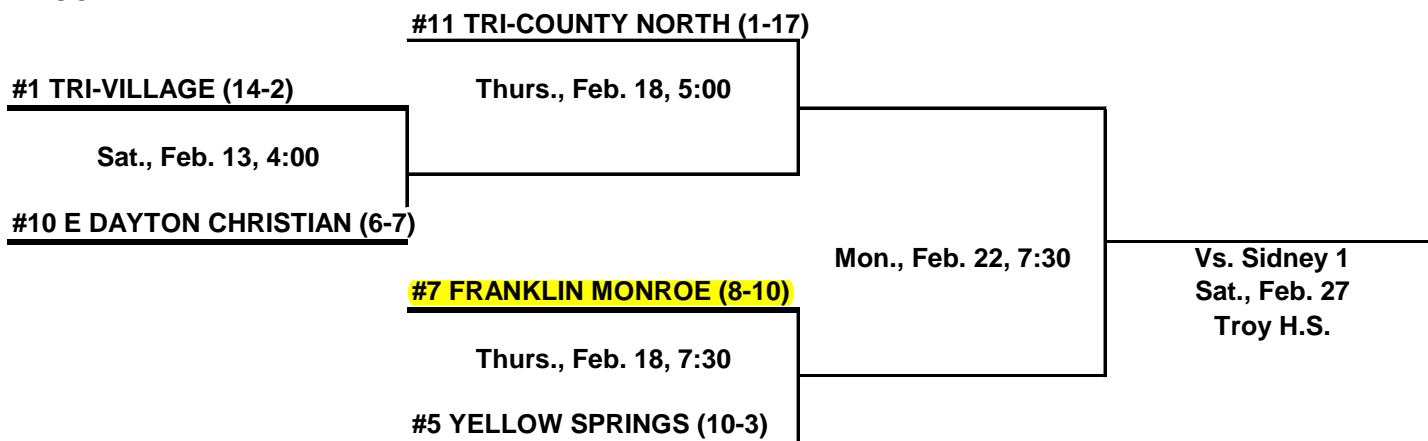 #11 TRI-COUNTY NORTH (1-17)
#1 TRI-VILLAGE (14-2)
Thurs., Feb. 18, 5:00
Sat., Feb. 13, 4:00
#10 E DAYTON CHRISTIAN (6-7)
Mon., Feb. 22, 7:30
Vs. Sidney 1
Sat., Feb. 27
Troy H.S.
#7 FRANKLIN MONROE (8-10)
Thurs., Feb. 18, 7:30
#5 YELLOW SPRINGS (10-3)